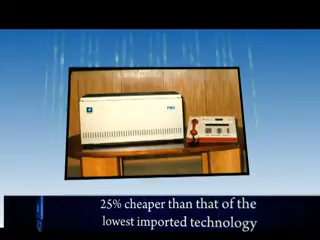 25% cheaper than that of the
lowest imported technology